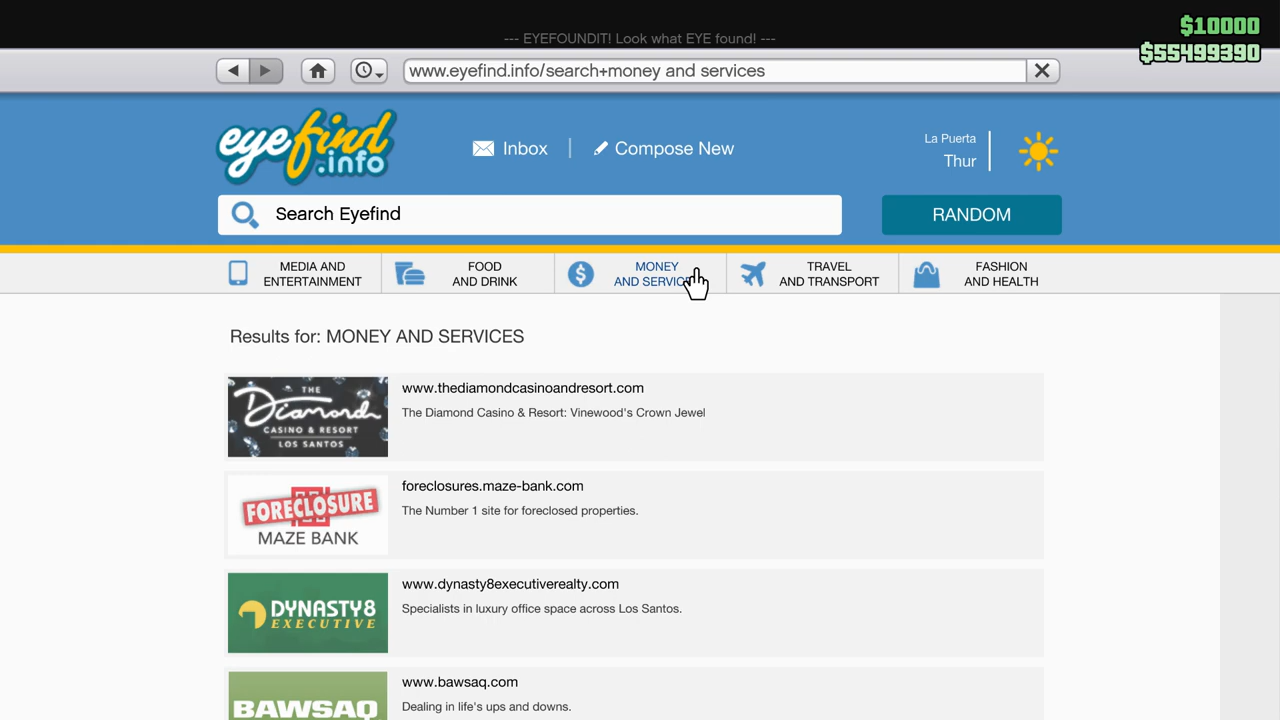 $10000
--- EYEFOUNDIT! Look what EYE found! ---
$55499390
www.eyefind.info/search+money and services
eyefind
.info
Inbox
Compose New
La Puerta
Thur
Search Eyefind
RANDOM
MEDIA AND
ENTERTAINMENT
FOOD
AND DRINK
MONEY
AND SERVIC
TRAVEL
AND TRANSPORT
FASHION
AND HEALTH
Results for: MONEY AND SERVICES
THE
Diamond
CASINO & RESORT
LOS SANTOS
www.thediamondcasinoandresort.com
The Diamond Casino & Resort: Vinewood's Crown Jewel
FORECLOSURE
MAZE BANK
foreclosures.maze-bank.com
The Number 1 site for foreclosed properties.
DYNASTY8
EXECUTIVE
www.dynasty8executiverealty.com
Specialists in luxury office space across Los Santos.
BAWSAQ
www.bawsaq.com
Dealing in life's ups and downs.